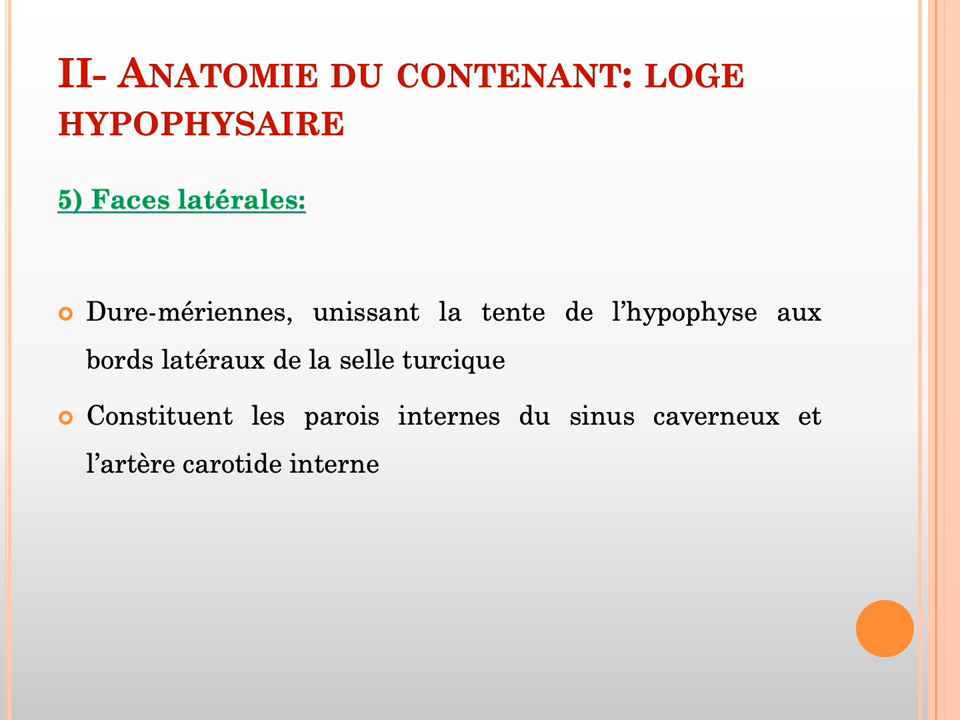 II- ANATOMIE DU CONTENANT: LOGE
HYPOPHYSAIRE
5) Faces latérales:
Dure-mériennes, unissant la tente de l’hypophyse aux
bords latéraux de la selle turcique
Constituent les parois internes du sinus caverneux et
l’artère carotide interne